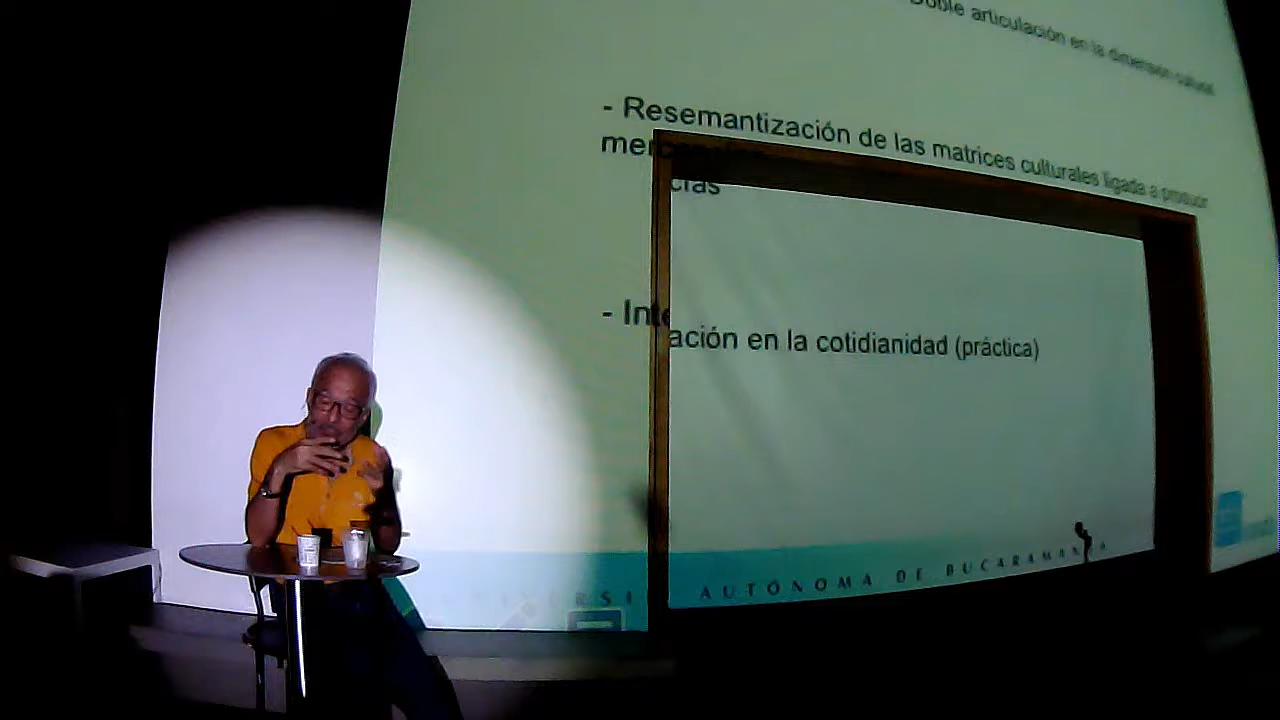 Doble articulación en la dimensión cultural
- Resemantización de las matrices culturales ligada a producir
mer
cias
- Inte
ación en la cotidianidad (práctica)
AUTÓNOMA DE BUCARAMANGA